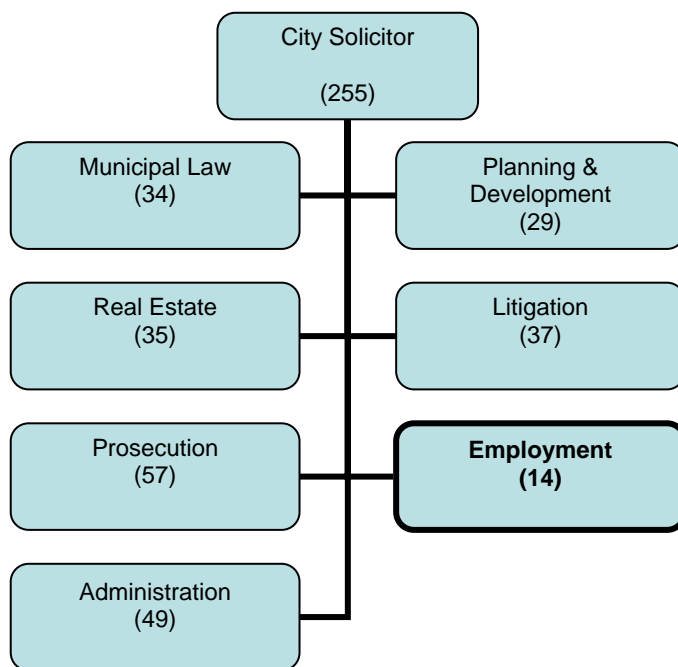 City Solicitor
(255)
Municipal Law
(34)
Planning &
Development
(29)
Real Estate
(35)
Litigation
(37)
Prosecution
(57)
Employment
(14)
Administration
(49)